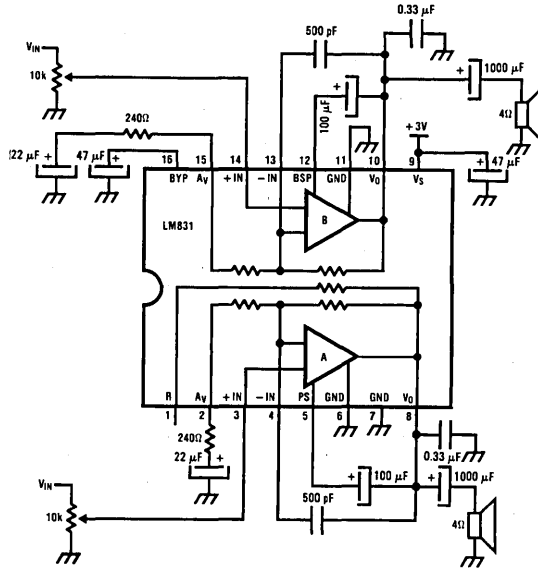 500 pF
0.33 μF
VIN
10k
100 μF
1000 μF
4Ω
240Ω
+ 3V
22 μF
47 μF
47 μF
16 15 14 13 12 11 10 9
BYP AV + IN − IN BSP GND VO VS
LM831
B
A
R AV + IN − IN PS GND GND VO
1 2 3 4 5 6 7 8
240Ω
22 μF
0.33 μF
100 μF
1000 μF
VIN
10k
500 pF
4Ω